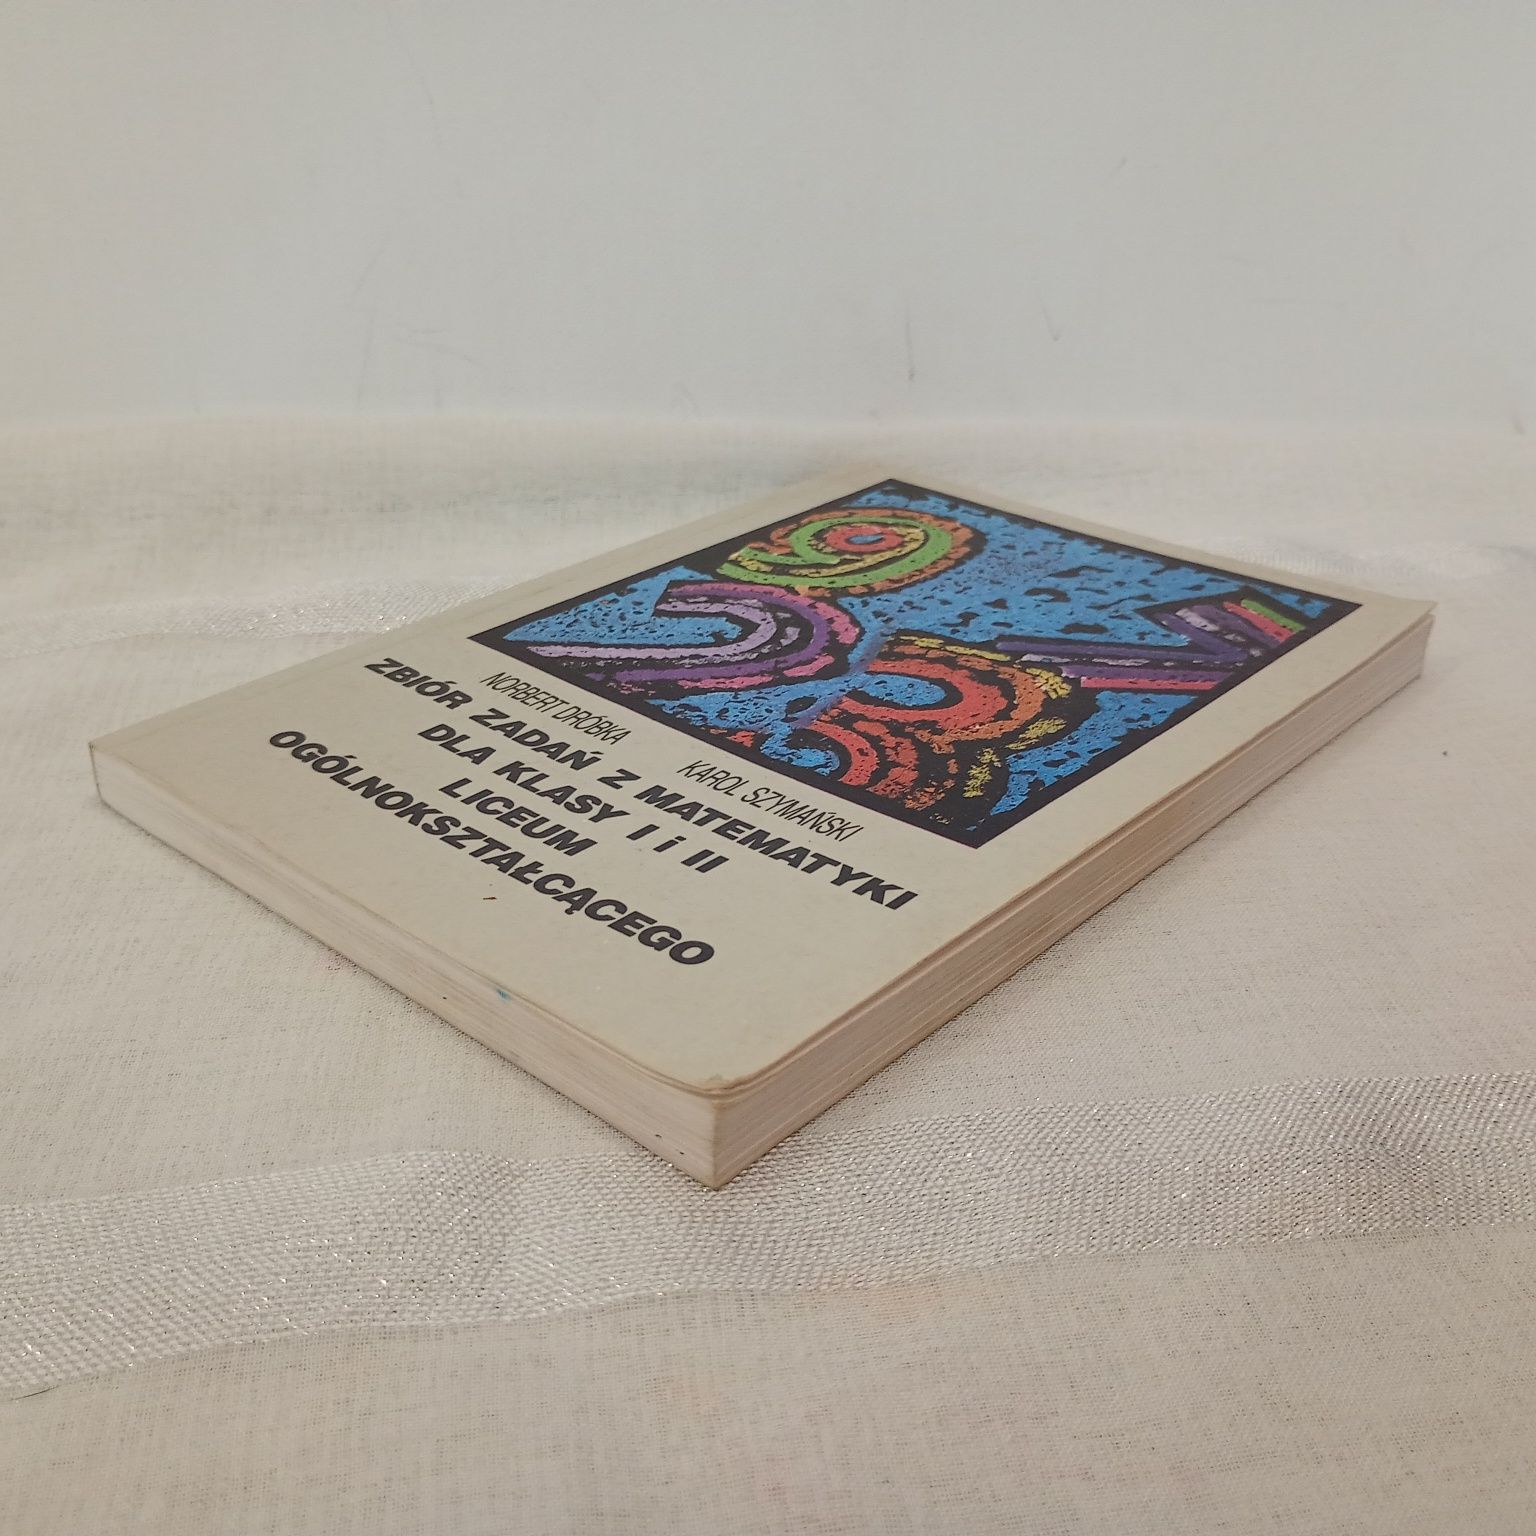 NORBERT DRÓBKA KAROL SZYMAŃSKI
ZBIÓR ZADAŃ Z MATEMATYKI
DLA KLASY I i II
LICEUM
OGÓLNOKSZTAŁCĄCEGO